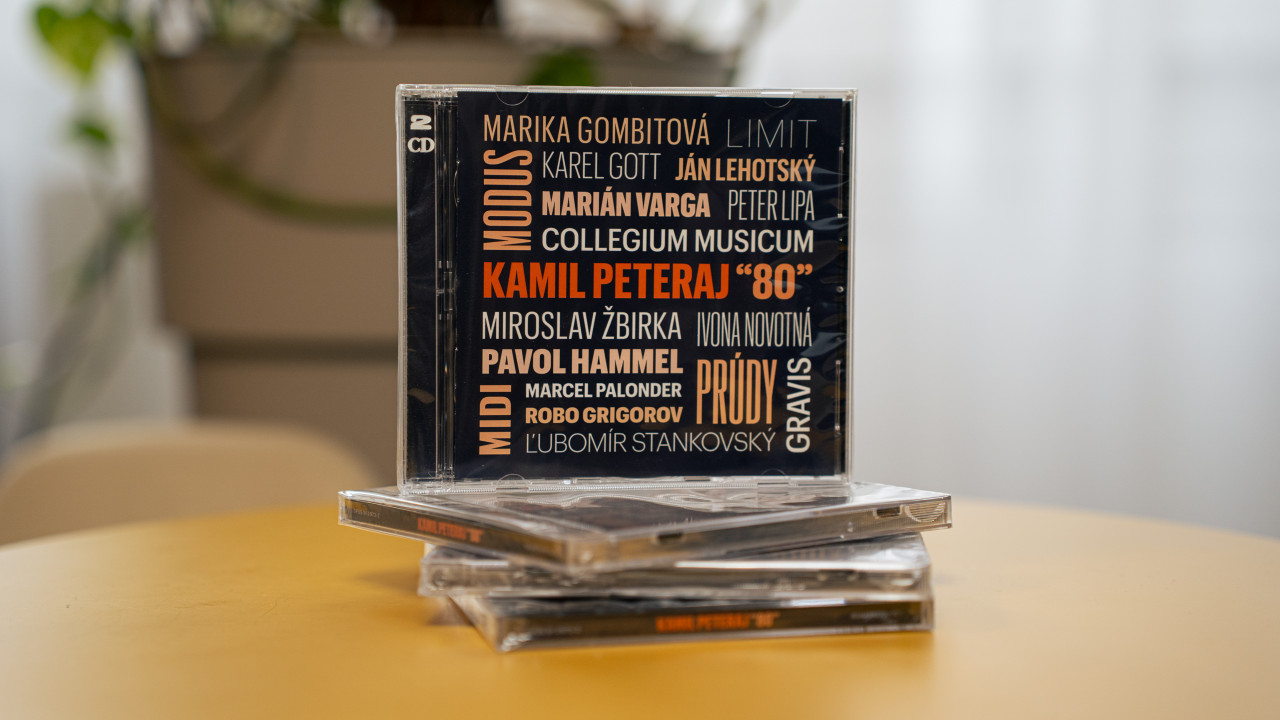 2
CD
MARIKA GOMBITOVÁ LIMIT
MODUS
KAREL GOTT JÁN LEHOTSKÝ
MARIÁN VARGA PETER LIPA
COLLEGIUM MUSICUM
KAMIL PETERAJ “80”
MIROSLAV ŽBIRKA IVONA NOVOTNÁ
PAVOL HAMMEL PRÚDY GRAVIS
MIDI
MARCEL PALONDER
ROBO GRIGOROV
ĽUBOMÍR STANKOVSKÝ
KAMIL PETERAJ “80”
KAMIL PETERAJ “80”